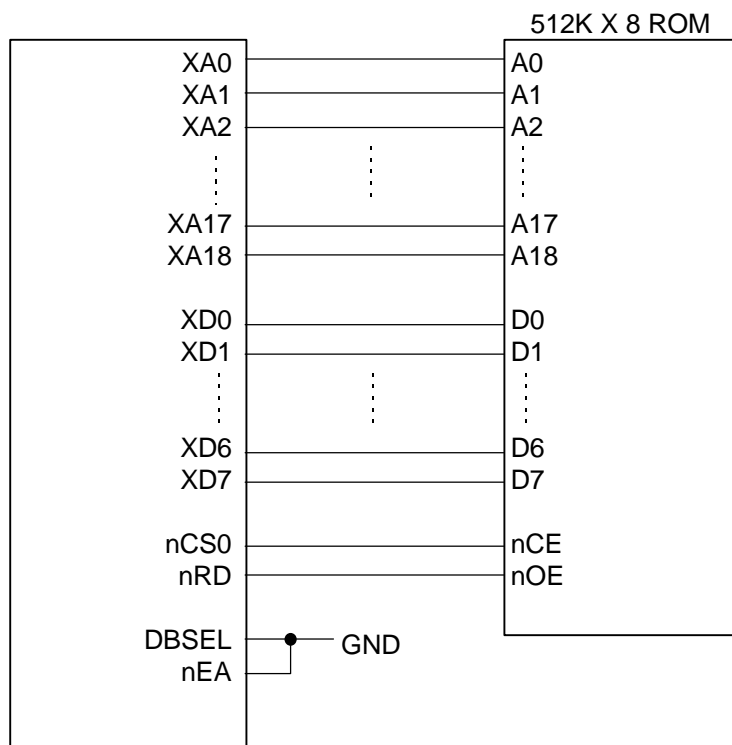 512K X 8 ROM
XA0 A0
XA1 A1
XA2 A2
XA17 A17
XA18 A18
XD0 D0
XD1 D1
XD6 D6
XD7 D7
nCS0 nCE
nRD nOE
DBSEL GND
nEA